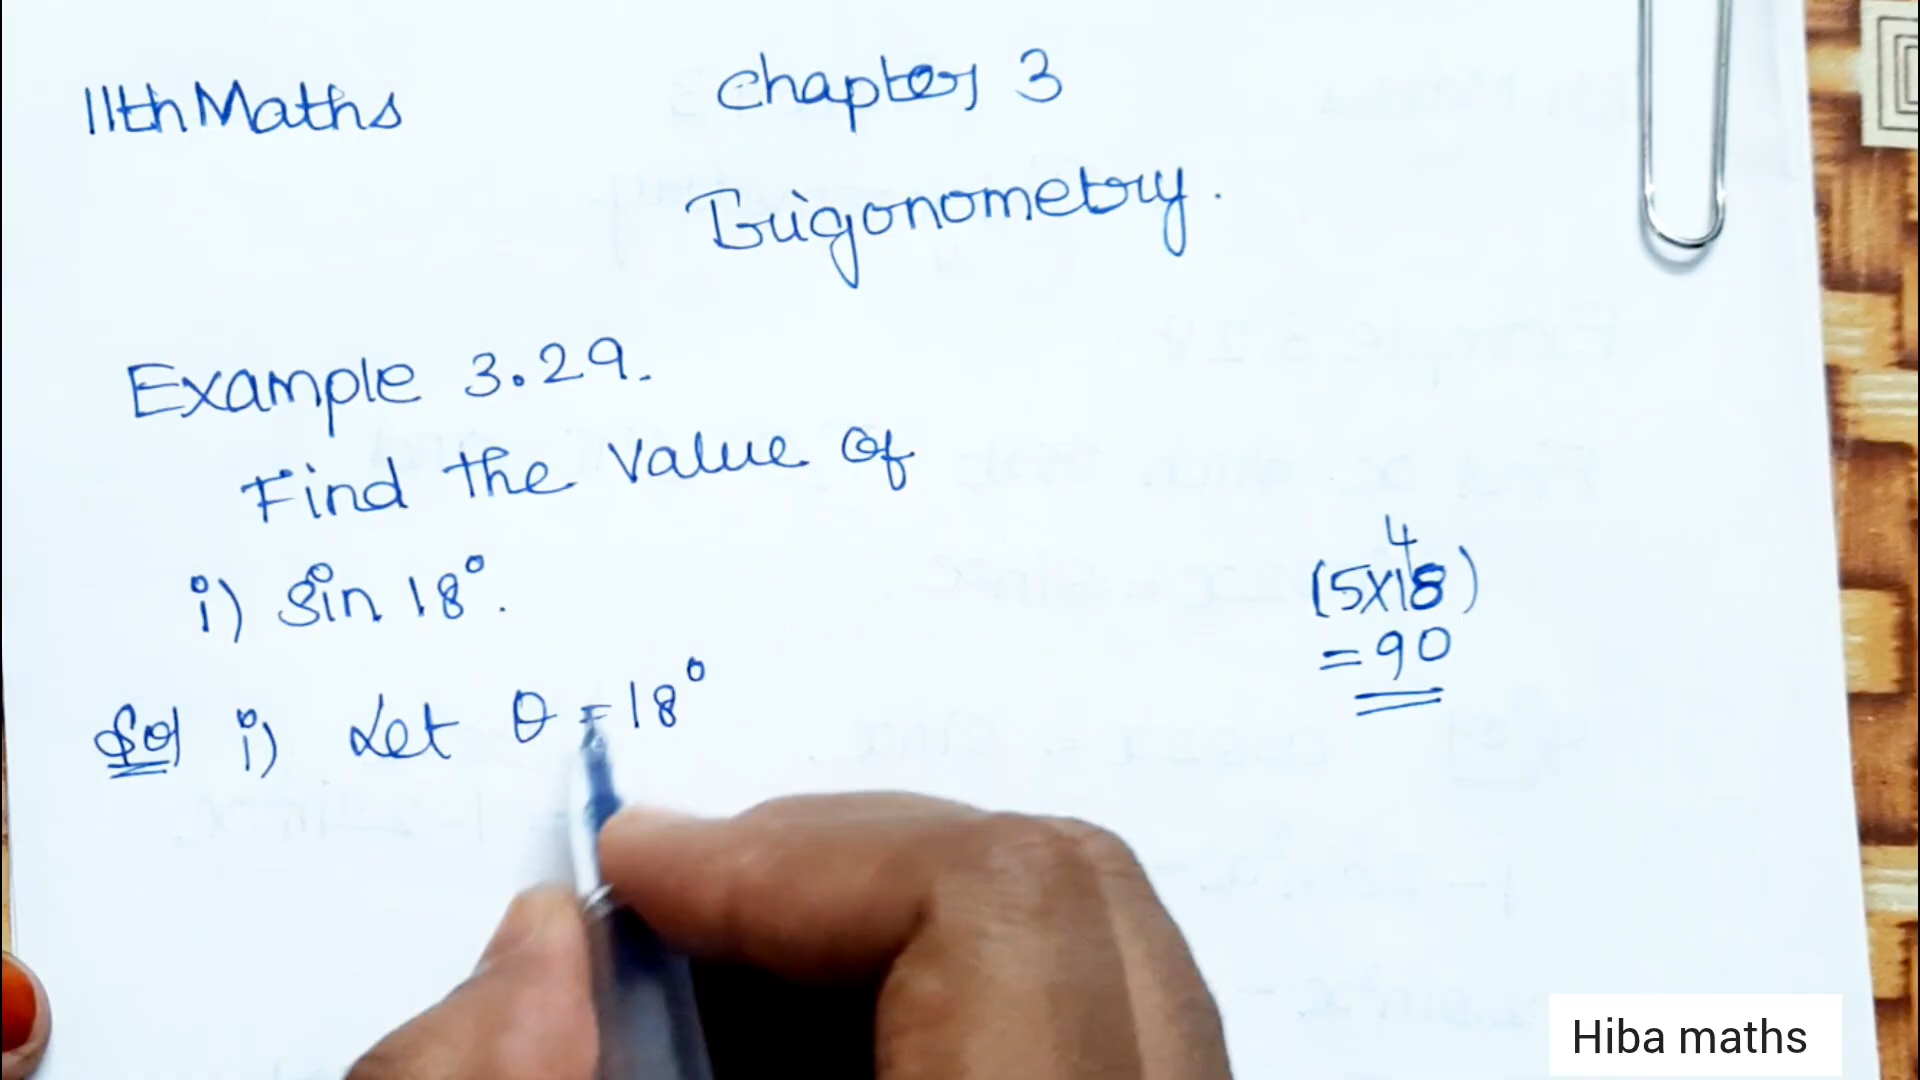 11th Maths
Chapter 3
Trigonometry.
Example 3.29.
Find the value of
i) Sin 18°.
4
(5x18)
=90
Sol i) Let θ = 18°
Hiba maths